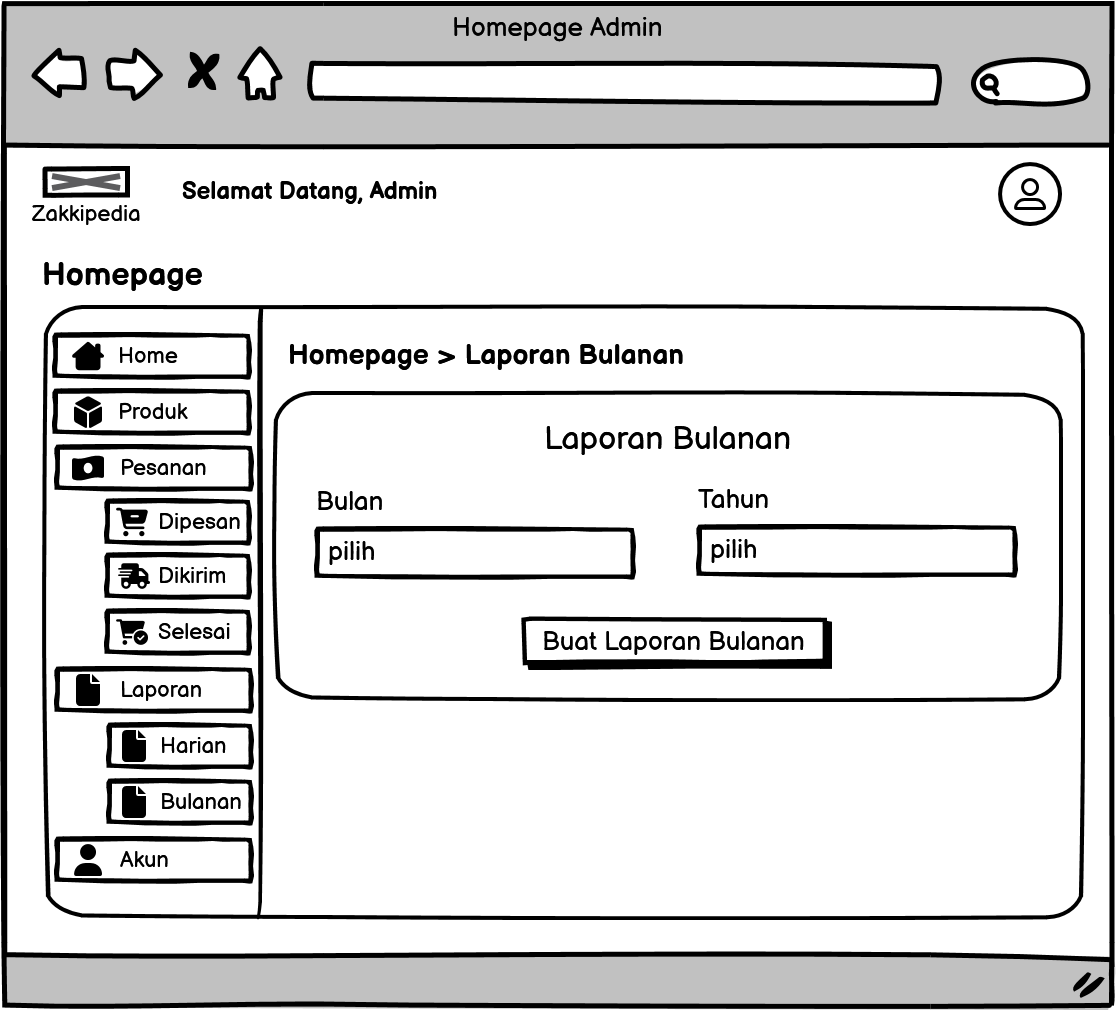 Homepage Admin
Selamat Datang, Admin
Zakkipedia
Homepage
Home
Produk
Pesanan
Dipesan
Dikirim
Selesai
Laporan
Harian
Bulanan
Akun
Homepage > Laporan Bulanan
Laporan Bulanan
Bulan
pilih
Tahun
pilih
Buat Laporan Bulanan